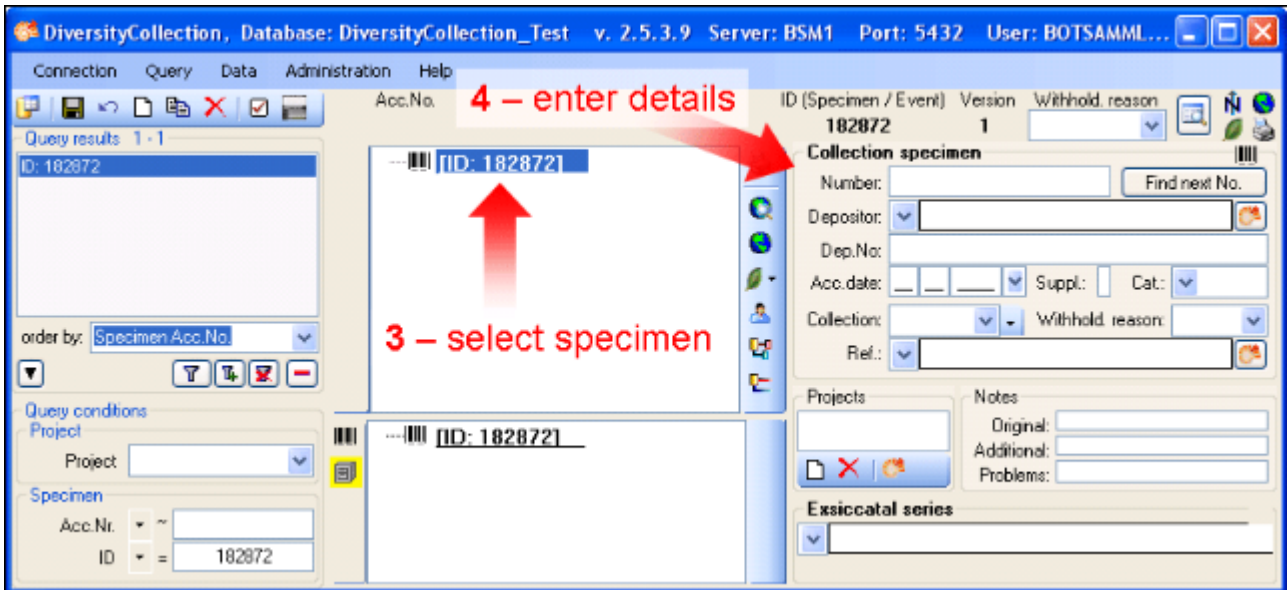 DiversityCollection, Database: DiversityCollection_Test v. 2.5.3.9 Server: BSM1 Port: 5432 User: BOTSAMML...
Connection Query Data Administration Help
Acc.No.
4 – enter details
ID (Specimen / Event) Version Withhold. reason
182872 1
Query results 1 - 1
ID: 182872
order by: Specimen Acc.No.
Query conditions
Project
Project
Specimen
Acc.Nr. ~
ID = 182872
[ID: 182872]
3 – select specimen
[ID: 182872]
Collection specimen
Number: Find next No.
Depositor:
Dep.No:
Acc.date: __ __ ____ Suppl.: Cat.:
Collection: Withhold. reason:
Ref.:
Projects
Notes
Original:
Additional:
Problems:
Exsiccatal series